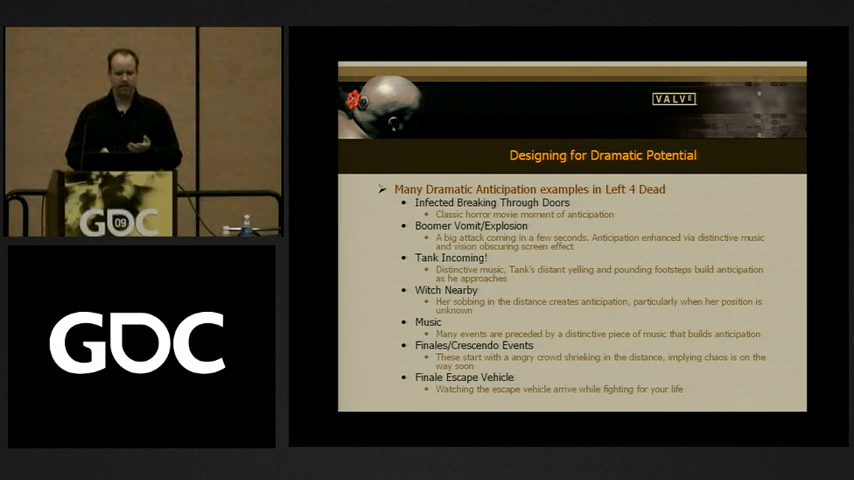 GDC
09
GDC
VALVE
Designing for Dramatic Potential
Many Dramatic Anticipation examples in Left 4 Dead
Infected Breaking Through Doors
Classic horror movie moment of anticipation
Boomer Vomit/Explosion
A big attack coming in a few seconds. Anticipation enhanced via distinctive music
and vision obscuring screen effect
Tank Incoming!
Distinctive music, Tank's distant yelling and pounding footsteps build anticipation
as he approaches
Witch Nearby
Her sobbing in the distance creates anticipation, particularly when her position is
unknown
Music
Many events are preceded by a distinctive piece of music that builds anticipation
Finales/Crescendo Events
These start with a angry crowd shrieking in the distance, implying chaos is on the
way soon
Finale Escape Vehicle
Watching the escape vehicle arrive while fighting for your life